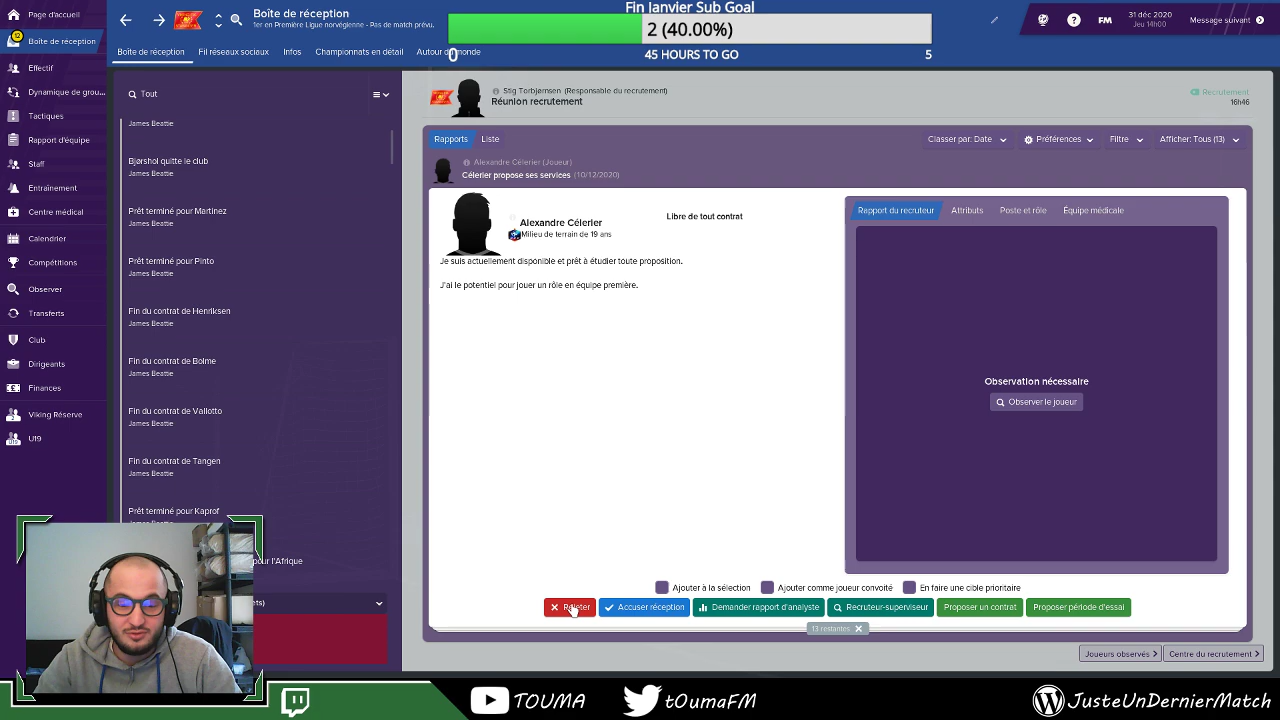 Page d'accueil
12
Boîte de réception
Effectif
Dynamique de grou...
Tactiques
Rapport d'équipe
Staff
Entraînement
Centre médical
Calendrier
Compétitions
Observer
Transferts
Club
Dirigeants
Finances
Viking Réserve
U19
Boîte de réception
1er en Première Ligue norvégienne - Pas de match prévu.
Boîte de réception
Fil réseaux sociaux
Infos
Championnats en détail
Autour du monde
Fin Janvier Sub Goal
2 (40.00%)
0
45 HOURS TO GO
5
FM
31 déc 2020
Jeu 14h00
Message suivant
Tout
James Beattie
Bjørshol quitte le club
James Beattie
Prêt terminé pour Martinez
James Beattie
Prêt terminé pour Pinto
James Beattie
Fin du contrat de Henriksen
James Beattie
Fin du contrat de Bolme
James Beattie
Fin du contrat de Vallotto
James Beattie
Fin du contrat de Tangen
James Beattie
Prêt terminé pour Kaprof
pour l'Afrique
ets)
Stig Torbjørnsen (Responsable du recrutement)
Réunion recrutement
Recrutement
16h46
Rapports
Liste
Classer par: Date
Préférences
Filtre
Afficher: Tous (13)
Alexandre Célerier (Joueur)
Célerier propose ses services (10/12/2020)
Alexandre Célerier
Milieu de terrain de 19 ans
Libre de tout contrat
Je suis actuellement disponible et prêt à étudier toute proposition.
J'ai le potentiel pour jouer un rôle en équipe première.
Rapport du recruteur
Attributs
Poste et rôle
Équipe médicale
Observation nécessaire
Observer le joueur
Ajouter à la sélection
Ajouter comme joueur convoité
En faire une cible prioritaire
Rejeter
Accuser réception
Demander rapport d'analyste
Recruteur-superviseur
Proposer un contrat
Proposer période d'essai
13 restantes
Joueurs observés
Centre du recrutement
TOUMA
tOumaFM
JusteUnDernierMatch